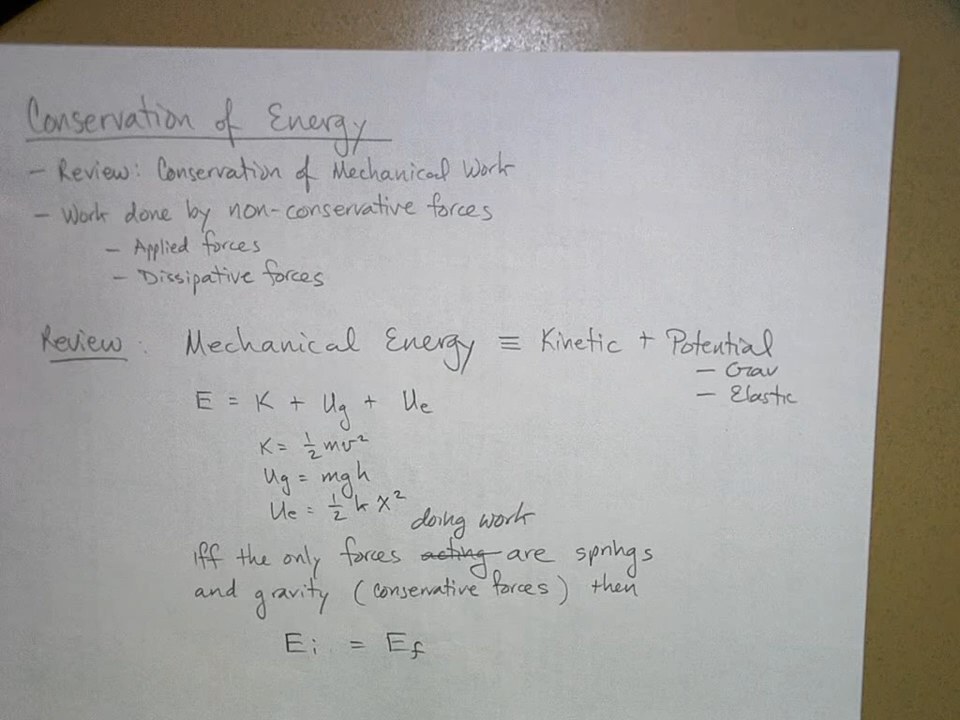 Conservation of Energy
- Review: Conservation of Mechanical Work
- Work done by non-conservative forces
- Applied forces
- Dissipative forces
Review: Mechanical Energy ≡ Kinetic + Potential
- Grav
- Elastic
E = K + Ug + Ue
K = ½mv²
Ug = mgh
Ue = ½kx²
doing work
iff the only forces acting are springs
and gravity (conservative forces) then
Ei = Ef